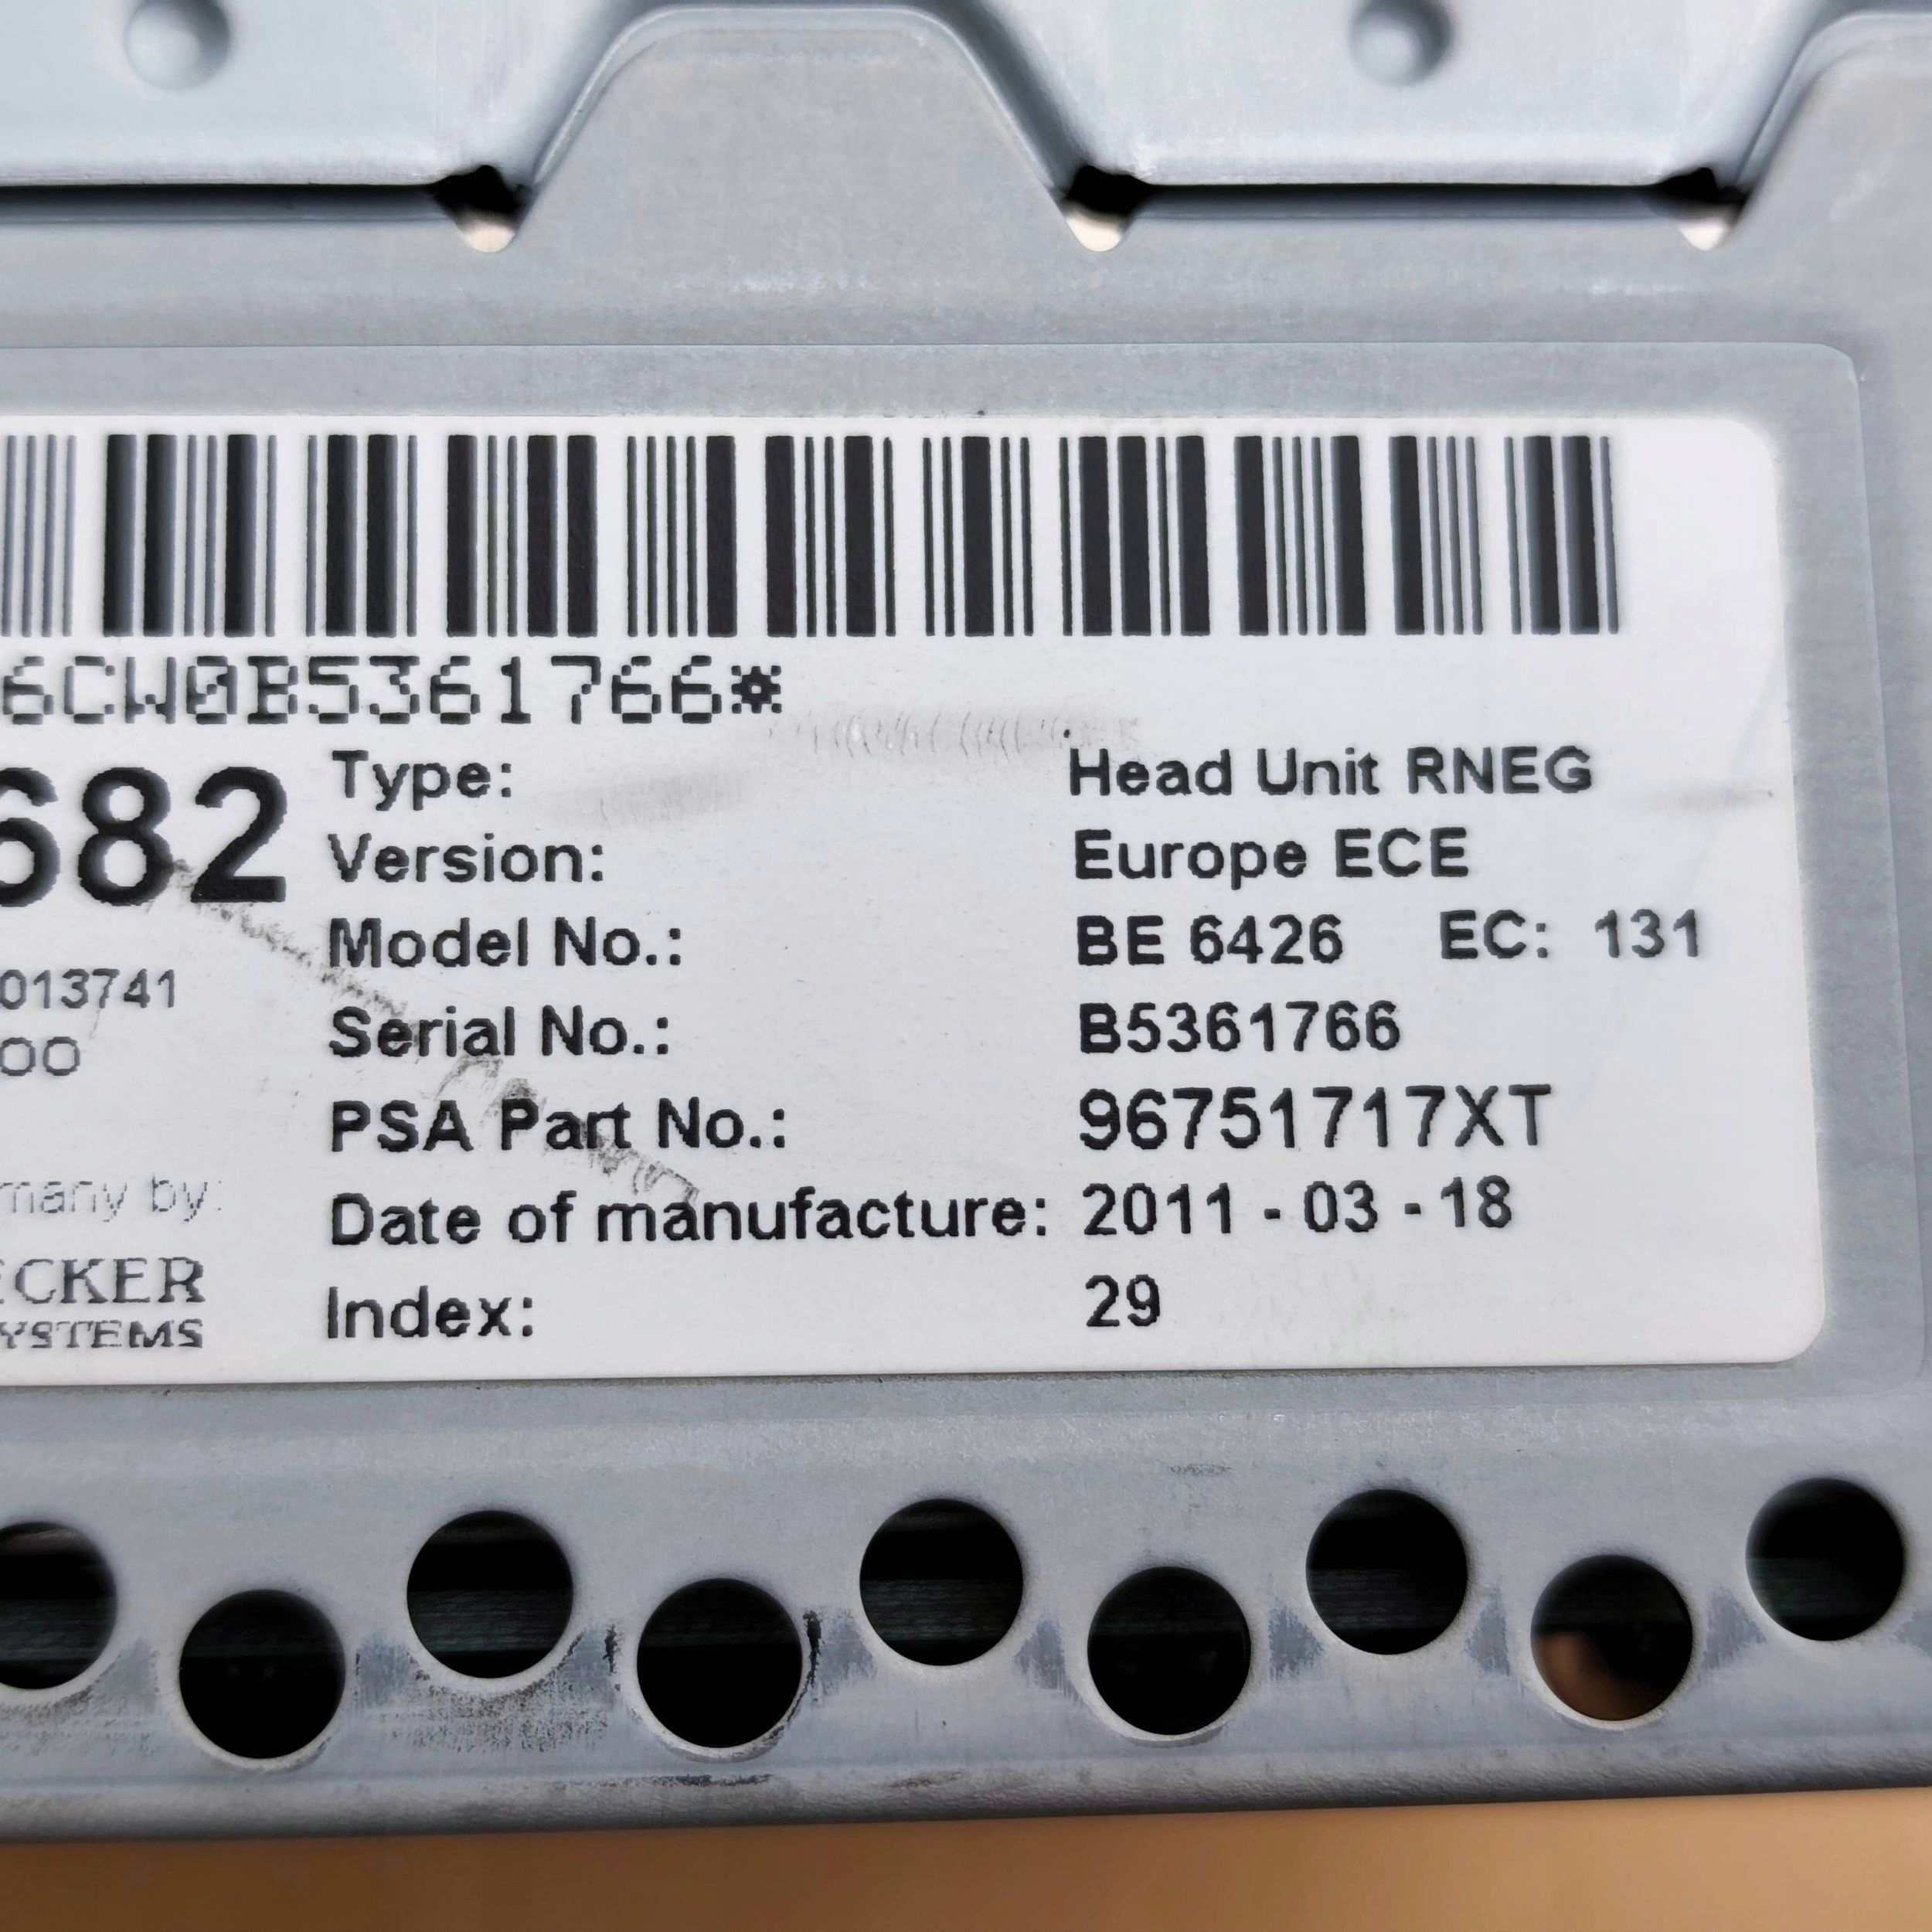 6CW0B5361766*
682
Type: Head Unit RNEG
Version: Europe ECE
Model No.: BE 6426 EC: 131
013741
Serial No.: B5361766
OO
PSA Part No.: 96751717XT
many by:
Date of manufacture: 2011 - 03 - 18
ECKER
Index: 29
YSTEMS